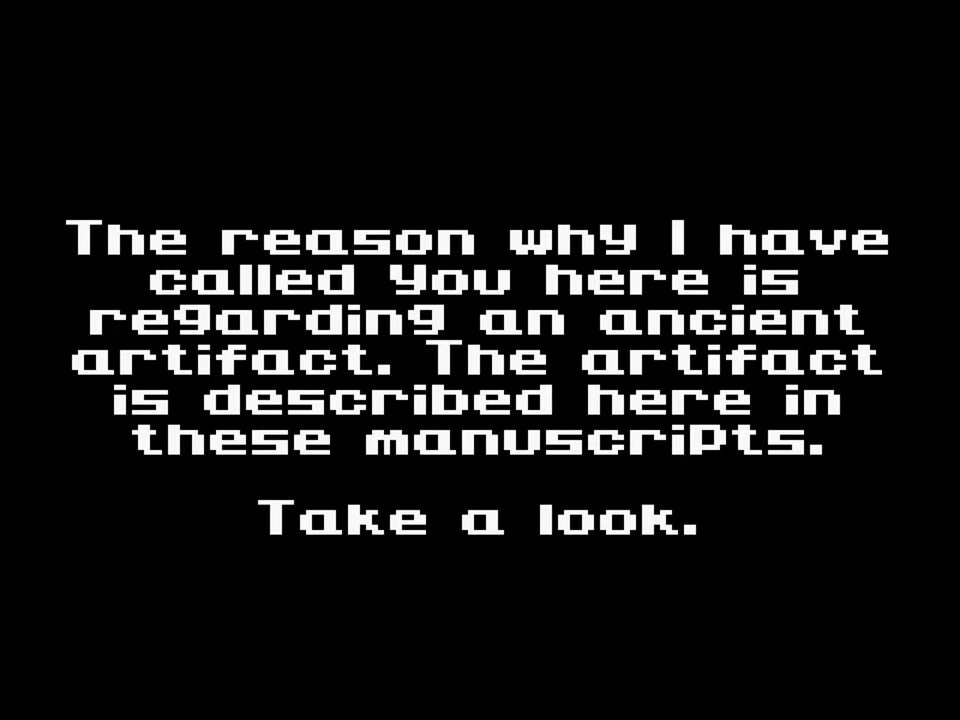 The reason why I have
called you here is
regarding an ancient
artifact. The artifact
is described here in
these manuscripts.
Take a look.